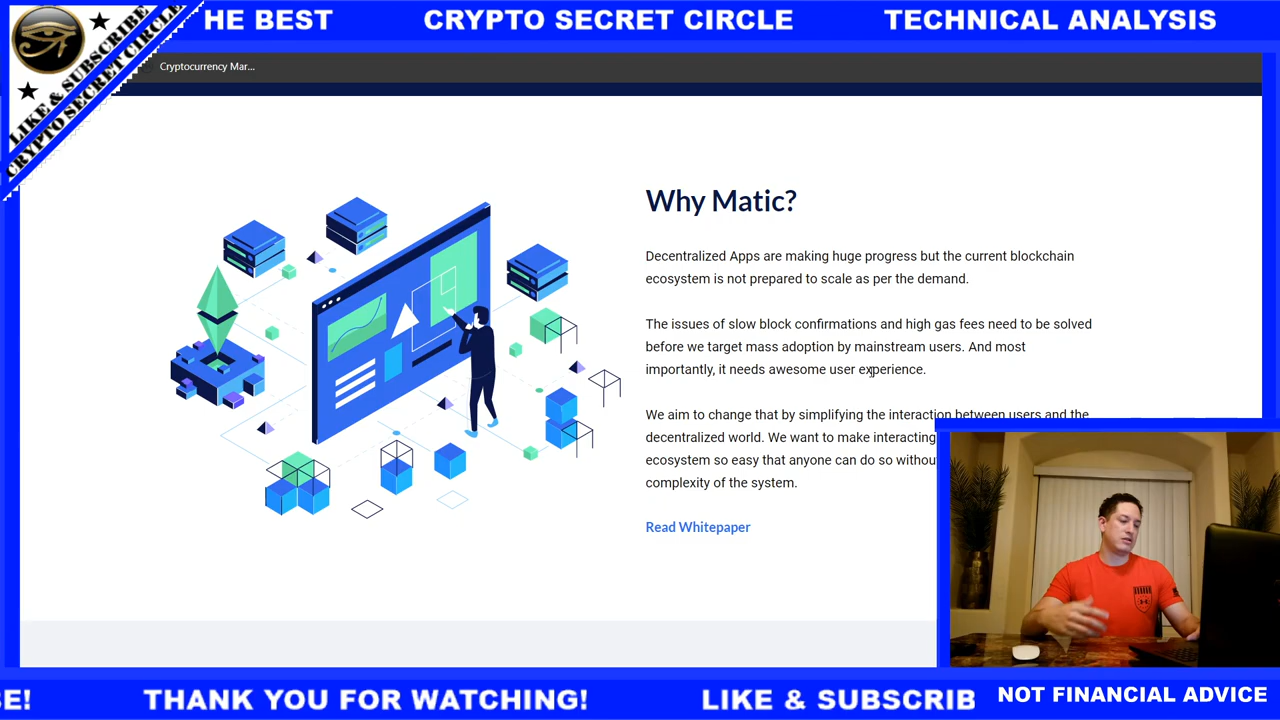 HE BEST
CRYPTO SECRET CIRCLE
TECHNICAL ANALYSIS
LIKE & SUBSCRIBE
CRYPTO SECRET CIRCLE
Cryptocurrency Mar...
Why Matic?
Decentralized Apps are making huge progress but the current blockchain
ecosystem is not prepared to scale as per the demand.
The issues of slow block confirmations and high gas fees need to be solved
before we target mass adoption by mainstream users. And most
importantly, it needs awesome user experience.
We aim to change that by simplifying the interaction between users and the
decentralized world. We want to make interacting
ecosystem so easy that anyone can do so withou
complexity of the system.
Read Whitepaper
BE!
THANK YOU FOR WATCHING!
LIKE & SUBSCRIB
NOT FINANCIAL ADVICE